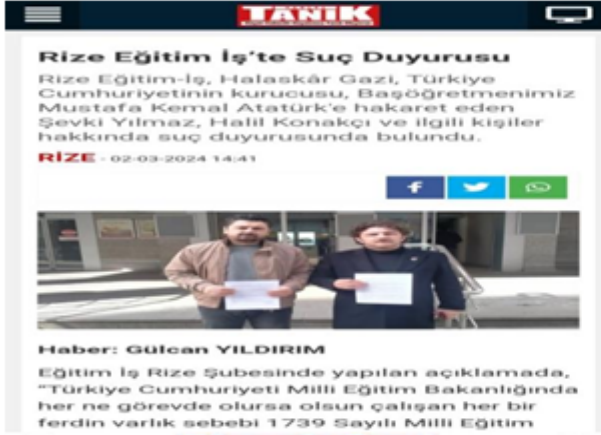 TANIK
Rize Eğitim İş'te Suç Duyurusu
Rize Eğitim-İş, Halaskâr Gazi, Türkiye
Cumhuriyetinin kurucusu, Başöğretmenimiz
Mustafa Kemal Atatürk'e hakaret eden
Şevki Yılmaz, Halil Konakçı ve ilgili kişiler
hakkında suç duyurusunda bulundu.
RİZE - 02-03-2024 14:41
Haber: Gülcan YILDIRIM
Eğitim İş Rize Şubesinde yapılan açıklamada,
"Türkiye Cumhuriyeti Milli Eğitim Bakanlığında
her ne görevde olursa olsun çalışan her bir
ferdin varlık sebebi 1739 Sayılı Milli Eğitim